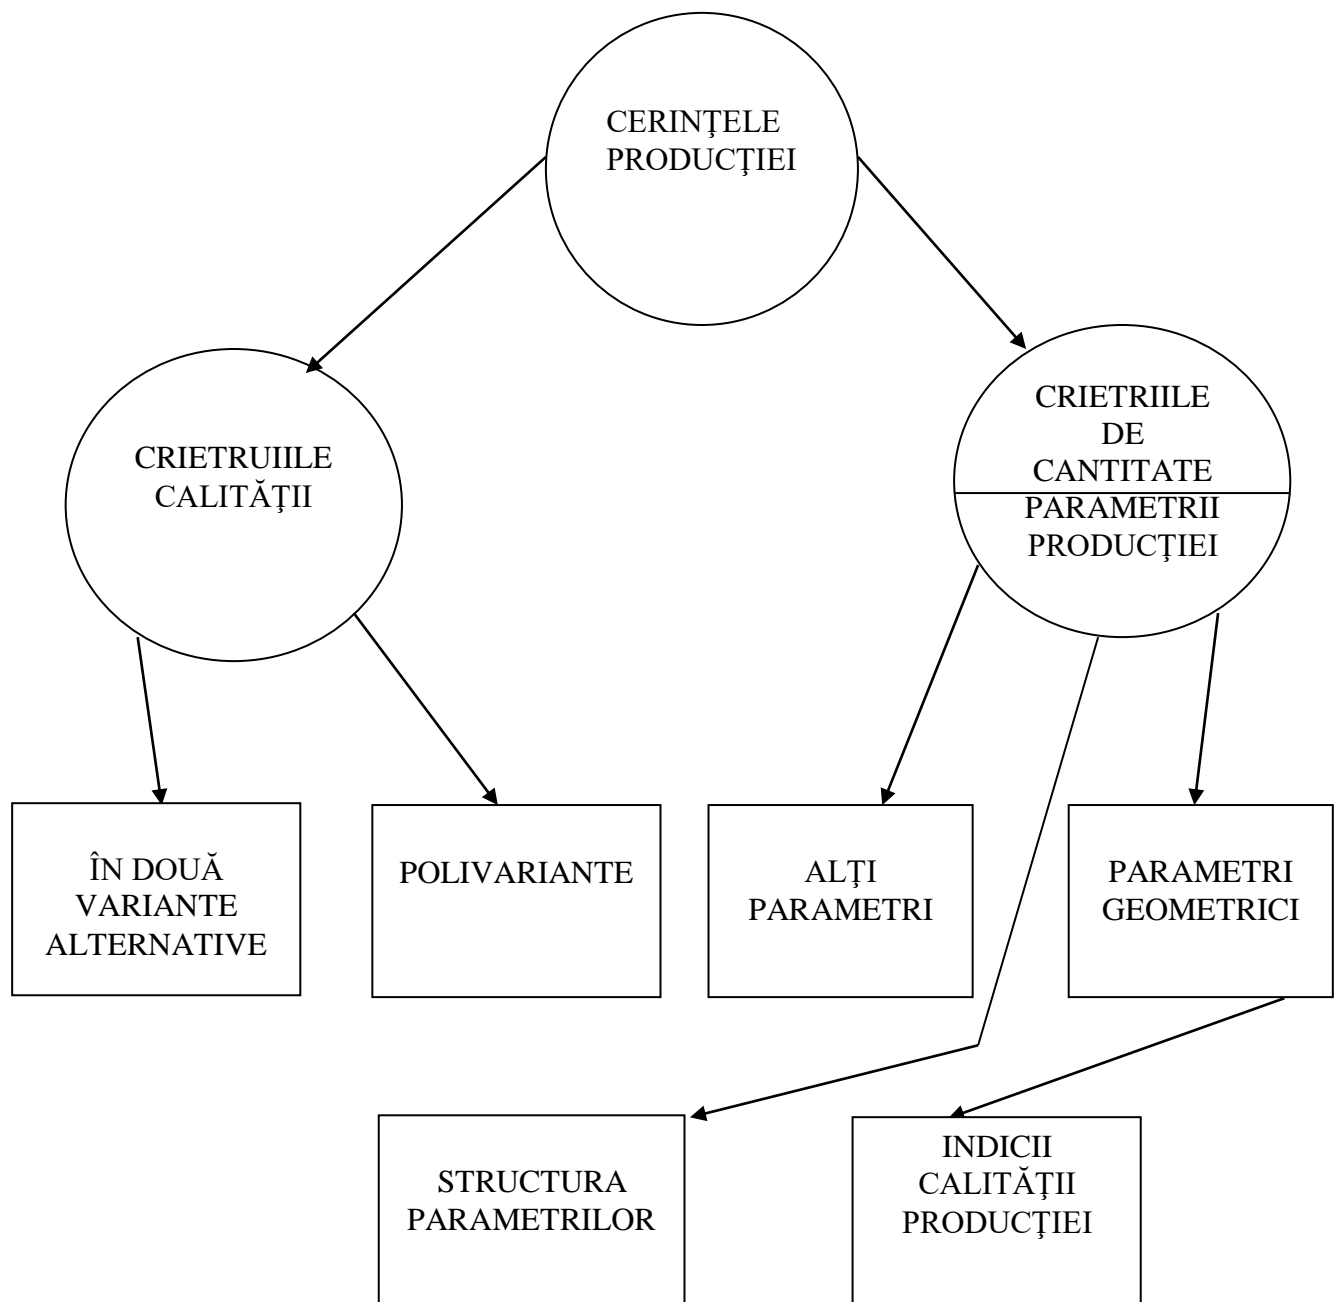 CERINŢELE
PRODUCŢIEI
CRIETRUIILE
CALITĂŢII
CRIETRIILE
DE
CANTITATE
PARAMETRII
PRODUCŢIEI
ÎN DOUĂ
VARIANTE
ALTERNATIVE
POLIVARIANTE
ALŢI
PARAMETRI
PARAMETRI
GEOMETRICI
STRUCTURA
PARAMETRILOR
INDICII
CALITĂŢII
PRODUCŢIEI